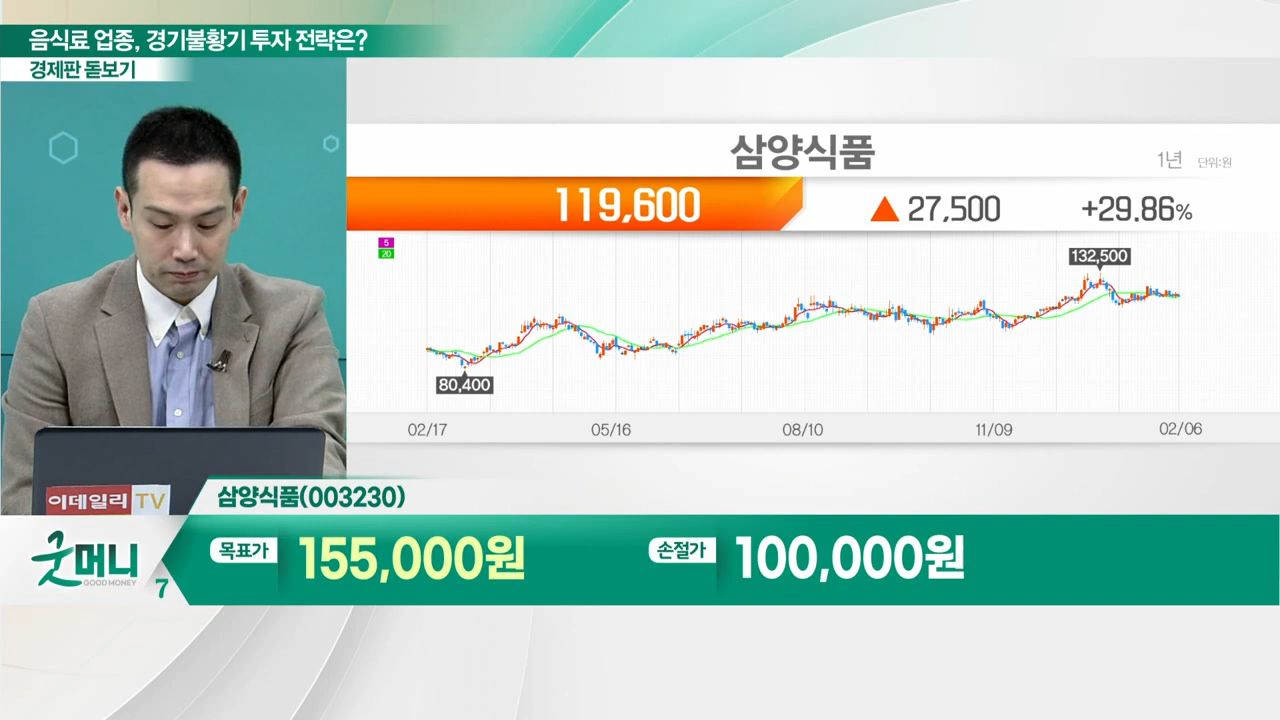 음식료 업종, 경기불황기 투자 전략은?
경제판 돋보기
삼양식품
1년 단위:원
119,600
▲ 27,500
+29.86%
5
20
132,500
80,400
02/17 05/16 08/10 11/09 02/06
이데일리 TV
삼양식품(003230)
굿머니
GOOD MONEY
7
목표가 155,000원
손절가 100,000원